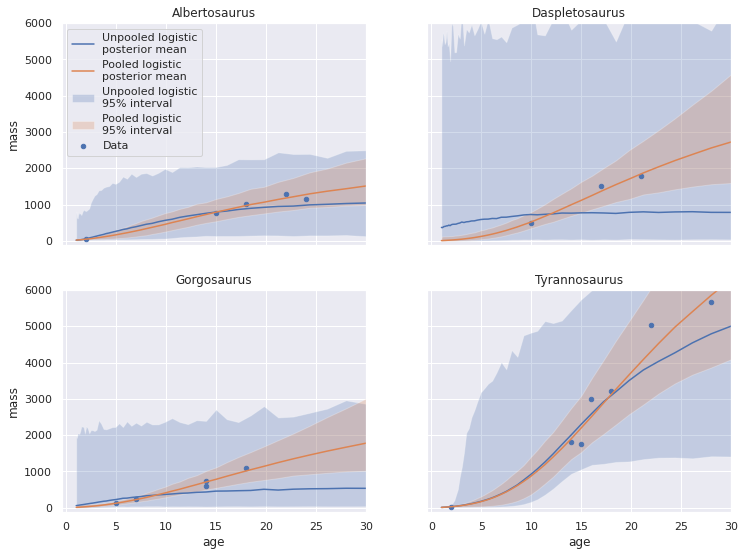 Albertosaurus
Daspletosaurus
6000
5000
4000
3000
2000
1000
0
mass
Unpooled logistic
posterior mean
Pooled logistic
posterior mean
Unpooled logistic
95% interval
Pooled logistic
95% interval
Data
Gorgosaurus
Tyrannosaurus
6000
5000
4000
3000
2000
1000
0
mass
0 5 10 15 20 25 30
age
0 5 10 15 20 25 30
age